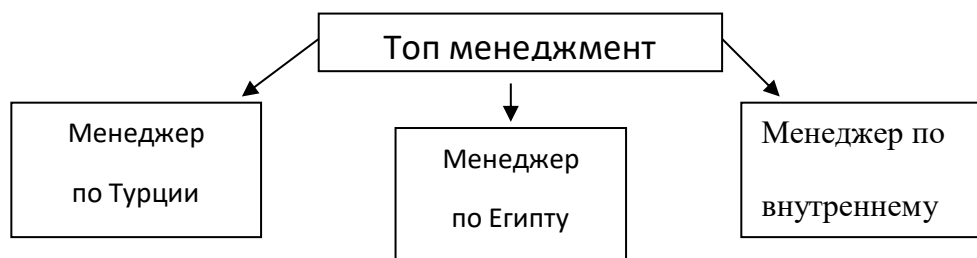 Топ менеджмент
Менеджер
по Турции
Менеджер
по Египту
Менеджер по
внутреннему